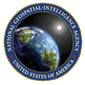 NATIONAL GEOSPATIAL-INTELLIGENCE AGENCY
UNITED STATES OF AMERICA